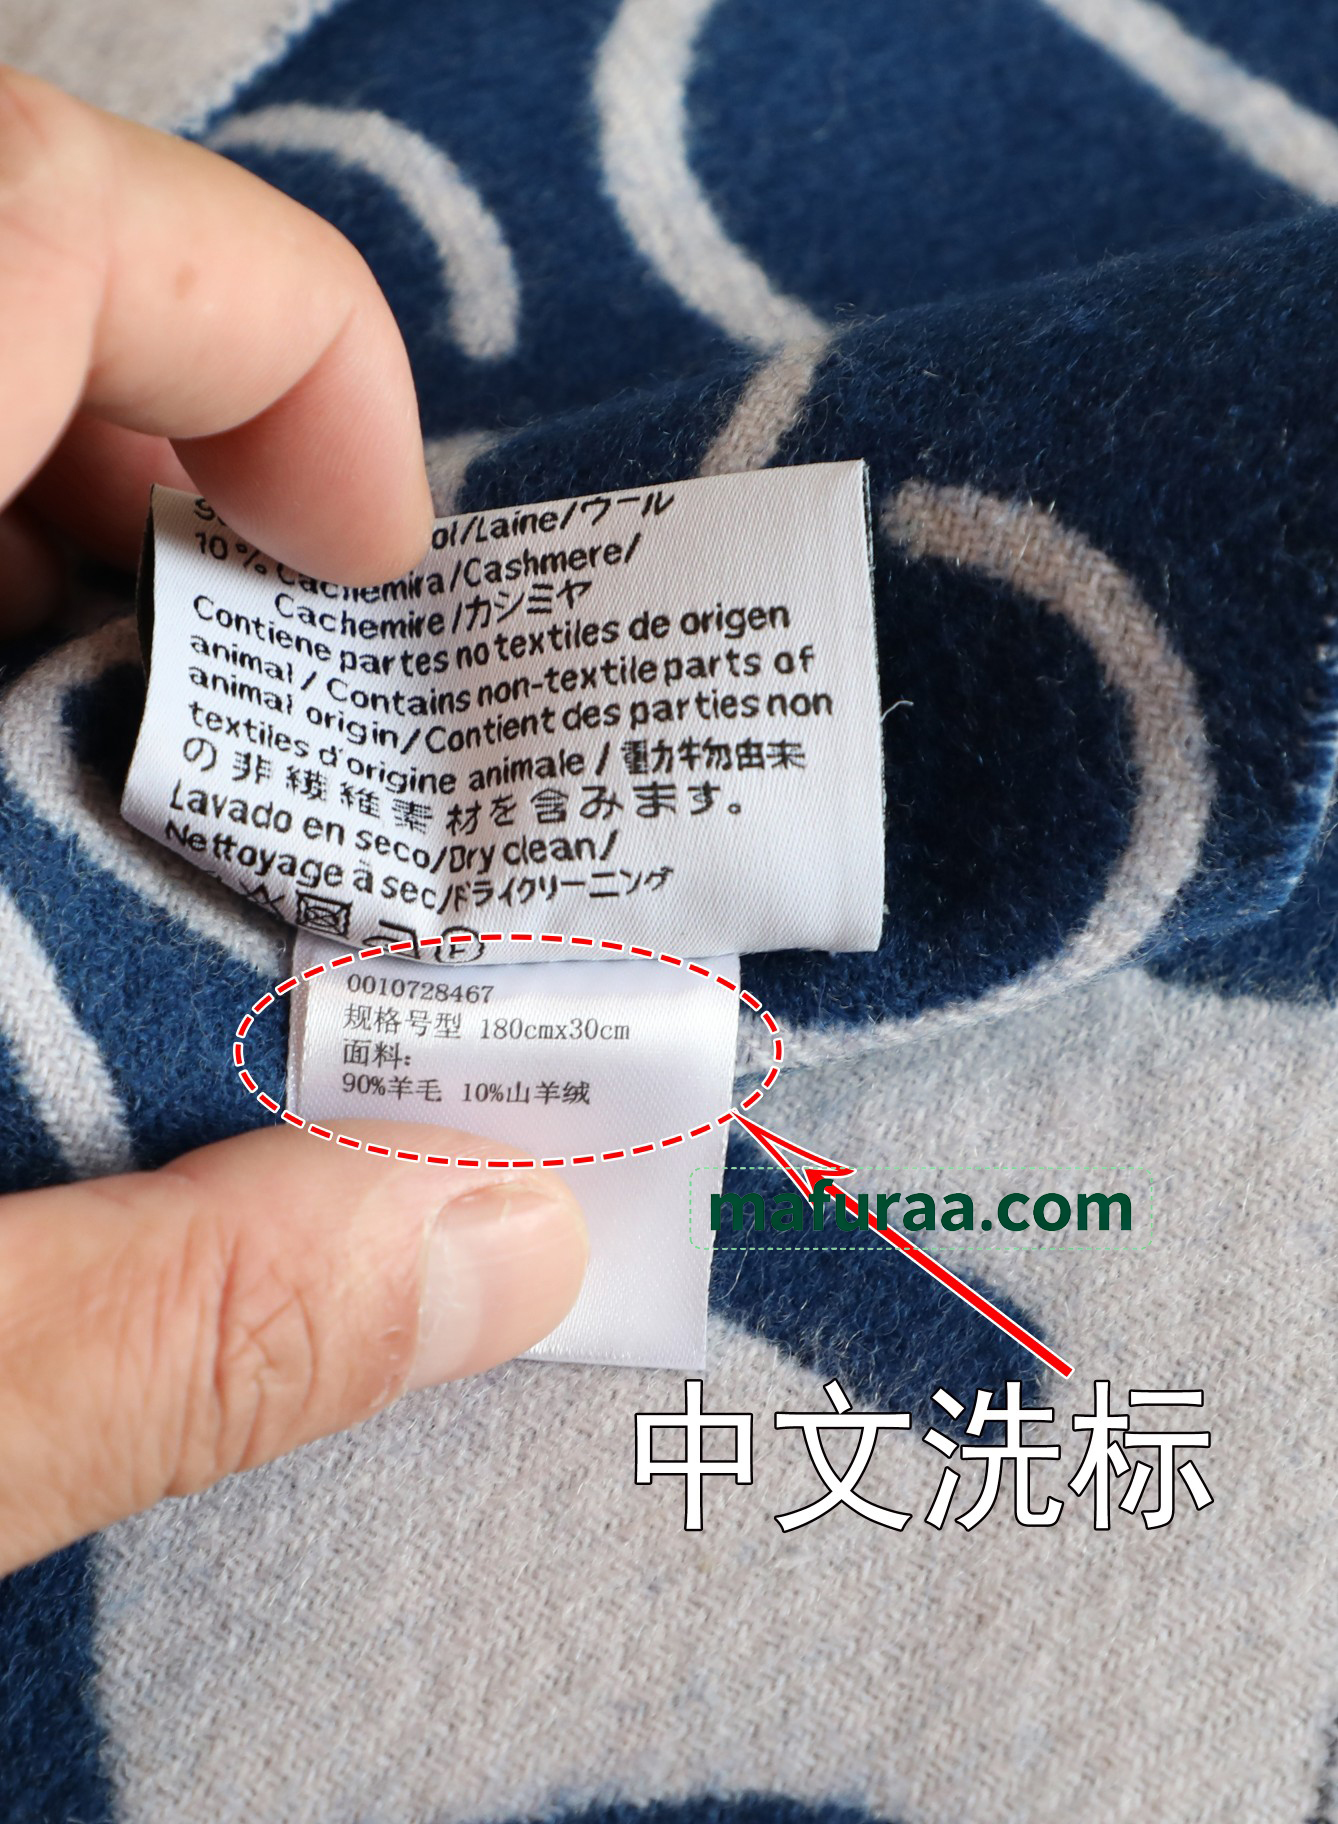 ol/Laine/ウール
10% Cachemira/Cashmere/
Cachemire/カシミヤ
Contiene partes no textiles de origen
animal / Contains non-textile parts of
animal origin/Contient des parties non
textiles d'origine animale / 動物由来
の非繊維素材を含みます。
Lavado en seco/Dry clean/
Nettoyage à sec/ドライクリーニング
0010728467
规格号型 180cmx30cm
面料:
90%羊毛 10%山羊绒
mafuraa.com
中文洗标